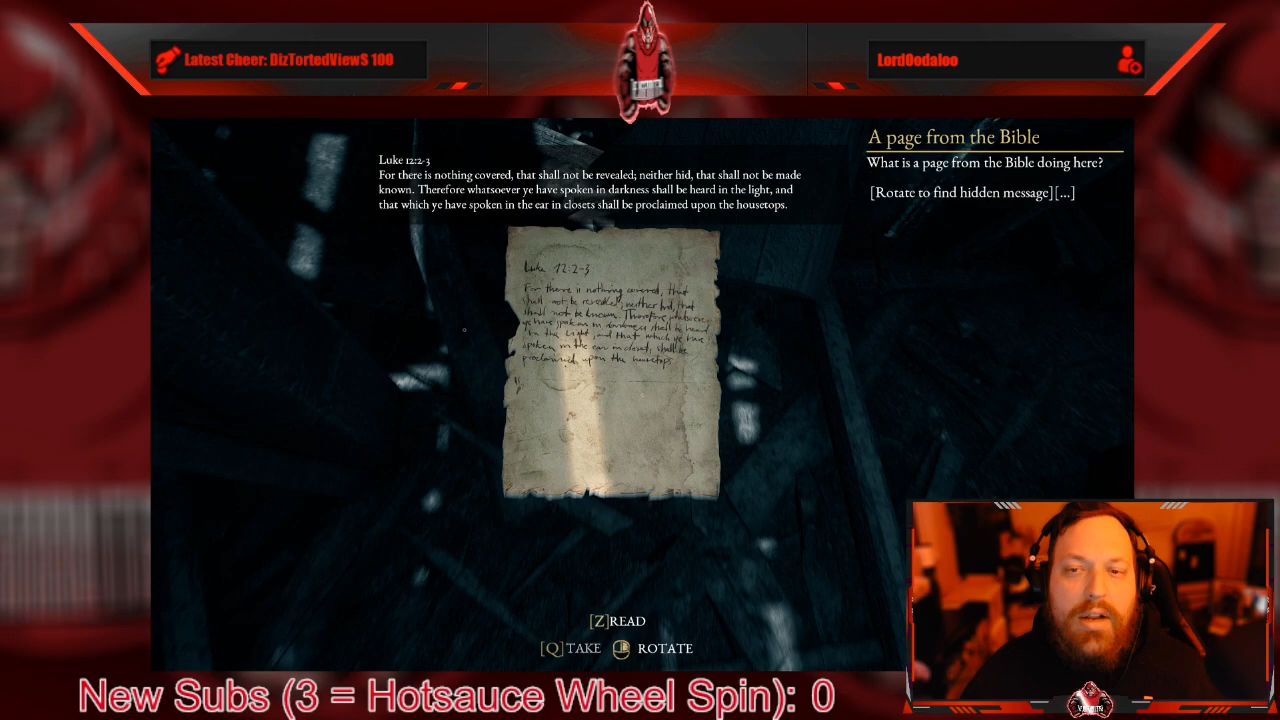 Latest Cheer: DizTortedViewS 100
LordOodaloo
A page from the Bible
What is a page from the Bible doing here?
[Rotate to find hidden message][...]
Luke 12:2-3
For there is nothing covered, that shall not be revealed; neither hid, that shall not be made
known. Therefore whatsoever ye have spoken in darkness shall be heard in the light, and
that which ye have spoken in the ear in closets shall be proclaimed upon the housetops.
Luke 12:2-3
For there is nothing covered, that
shall not be revealed; neither hid, that
shall not be known. Therefore whatsoever
ye have spoken in darkness shall be heard
in the light, and that which ye have
spoken in the ear in closets, shall be
proclaimed upon the housetops
[Z]READ
[Q]TAKE ROTATE
New Subs (3 = Hotsauce Wheel Spin): 0